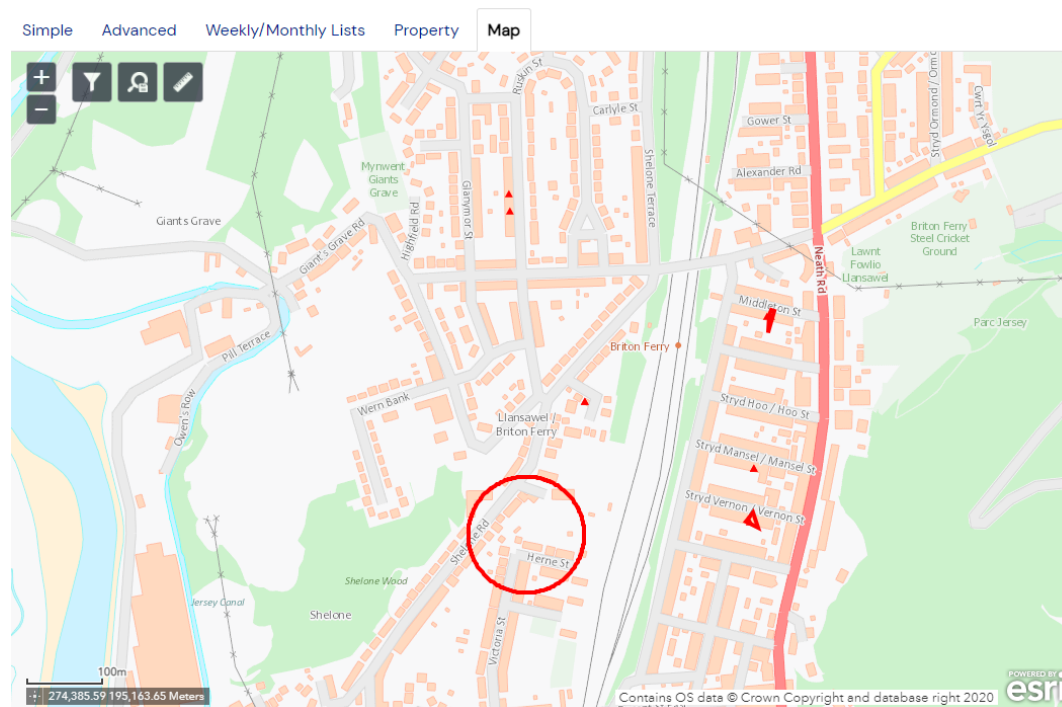 Simple Advanced Weekly/Monthly Lists Property Map
+
−
Ruskin St
Carlyle St
Gower St
Stryd Ormond / Orm
Cwrt Yr Ysgol
Shelone Terrace
Alexander Rd
Mynwent
Giants
Grave
Glanymor St
Highfield Rd
Giants Grave
Giant's Grave Rd
Briton Ferry
Steel Cricket
Ground
Lawnt
Fowlio
Llansawel
Neath Rd
Middleton St
Parc Jersey
Pill Terrace
Briton Ferry
Owen's Row
Wern Bank
Llansawel /
Briton Ferry
Stryd Hoo / Hoo St
Stryd Mansel / Mansel St
Stryd Vernon / Vernon St
Shelone Rd
Herne St
Shelone Wood
Jersey Canal
Shelone
Victoria St
100m
274,385.59 195,163.65 Meters
Contains OS data © Crown Copyright and database right 2020
POWERED BY
esri